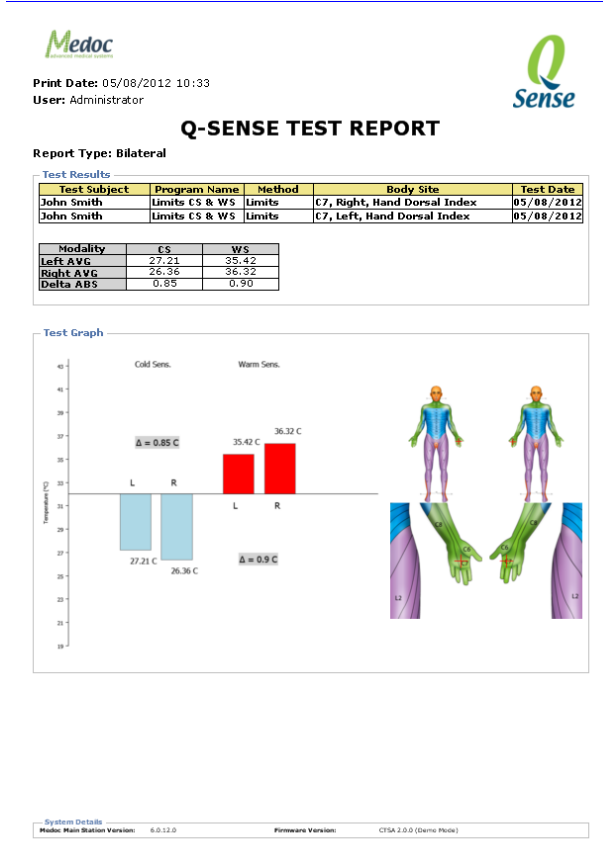 Medoc
advanced medical systems
Q
Sense
Print Date: 05/08/2012 10:33
User: Administrator
Q-SENSE TEST REPORT
Report Type: Bilateral
Test Results
Test Subject Program Name Method Body Site Test Date
John Smith Limits CS & WS Limits C7, Right, Hand Dorsal Index 05/08/2012
John Smith Limits CS & WS Limits C7, Left, Hand Dorsal Index 05/08/2012
Modality CS WS
Left AVG 27.21 35.42
Right AVG 26.36 36.32
Delta ABS 0.85 0.90
Test Graph
Cold Sens. Warm Sens.
43
41
39
37
35
33
31
29
27
25
23
21
19
Temperature (°C)
Δ = 0.85 C
35.42 C
36.32 C
L R
L R
27.21 C
26.36 C
Δ = 0.9 C
C8 C8
C6 C6
C7 C7
L2 L2
System Details
Medoc Main Station Version: 6.0.12.0 Firmware Version: CTSA 2.0.0 (Demo Mode)